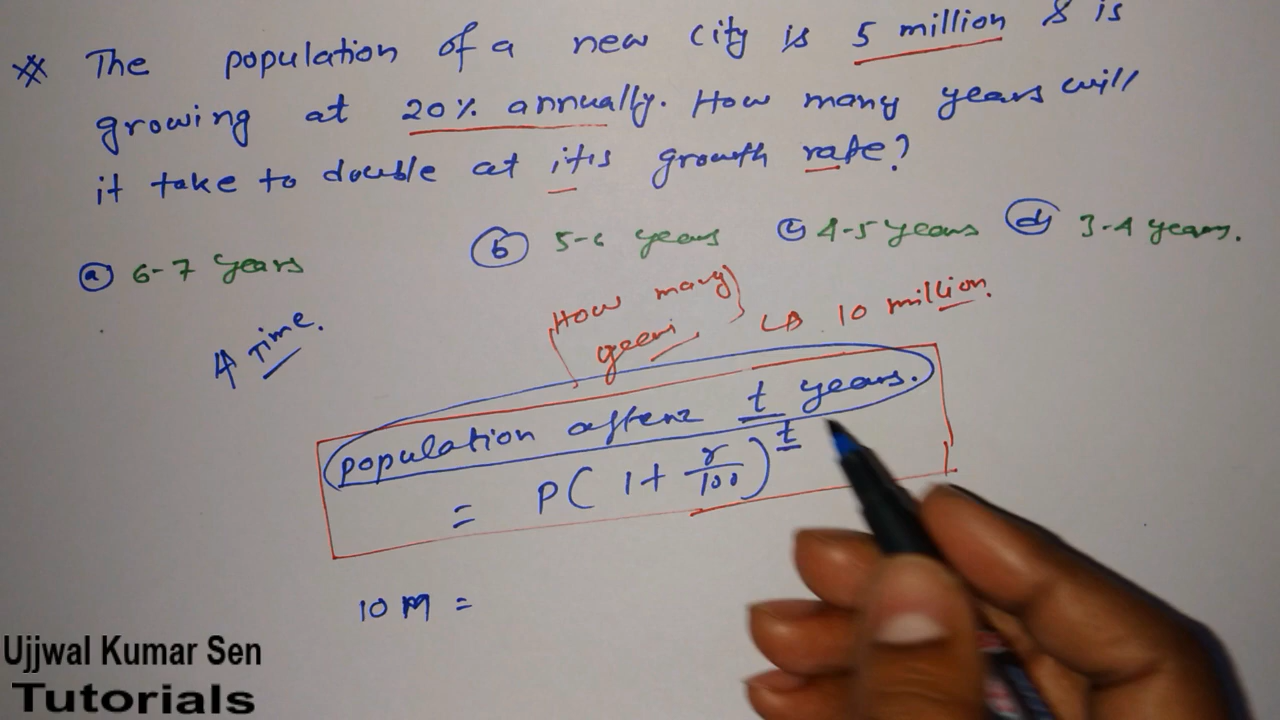 The population of a new city is 5 million & is
growing at 20% annually. How many years will
it take to double at it's growth rate?
(a) 6-7 years (b) 5-6 years (c) 4-5 years (d) 3-4 years.
Time.
How many
years
10 million.
population after t years.
= P( 1 + r/100 )^t
10 M =
Ujjwal Kumar Sen
Tutorials